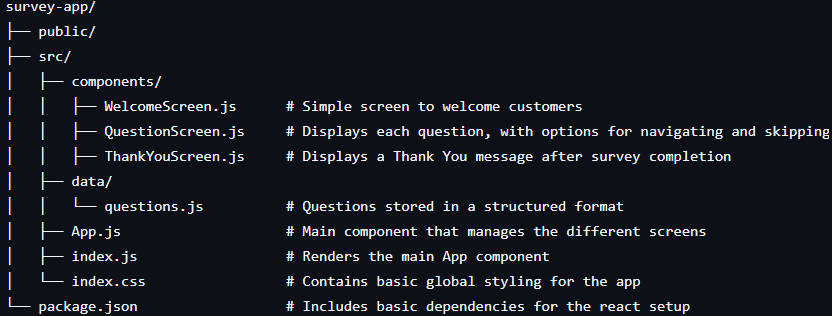 survey-app/
├── public/
├── src/
│   ├── components/
│   │   ├── WelcomeScreen.js      # Simple screen to welcome customers
│   │   ├── QuestionScreen.js     # Displays each question, with options for navigating and skipping
│   │   ├── ThankYouScreen.js     # Displays a Thank You message after survey completion
│   ├── data/
│   │   └── questions.js          # Questions stored in a structured format
│   ├── App.js                    # Main component that manages the different screens
│   ├── index.js                  # Renders the main App component
│   └── index.css                 # Contains basic global styling for the app
└── package.json                  # Includes basic dependencies for the react setup